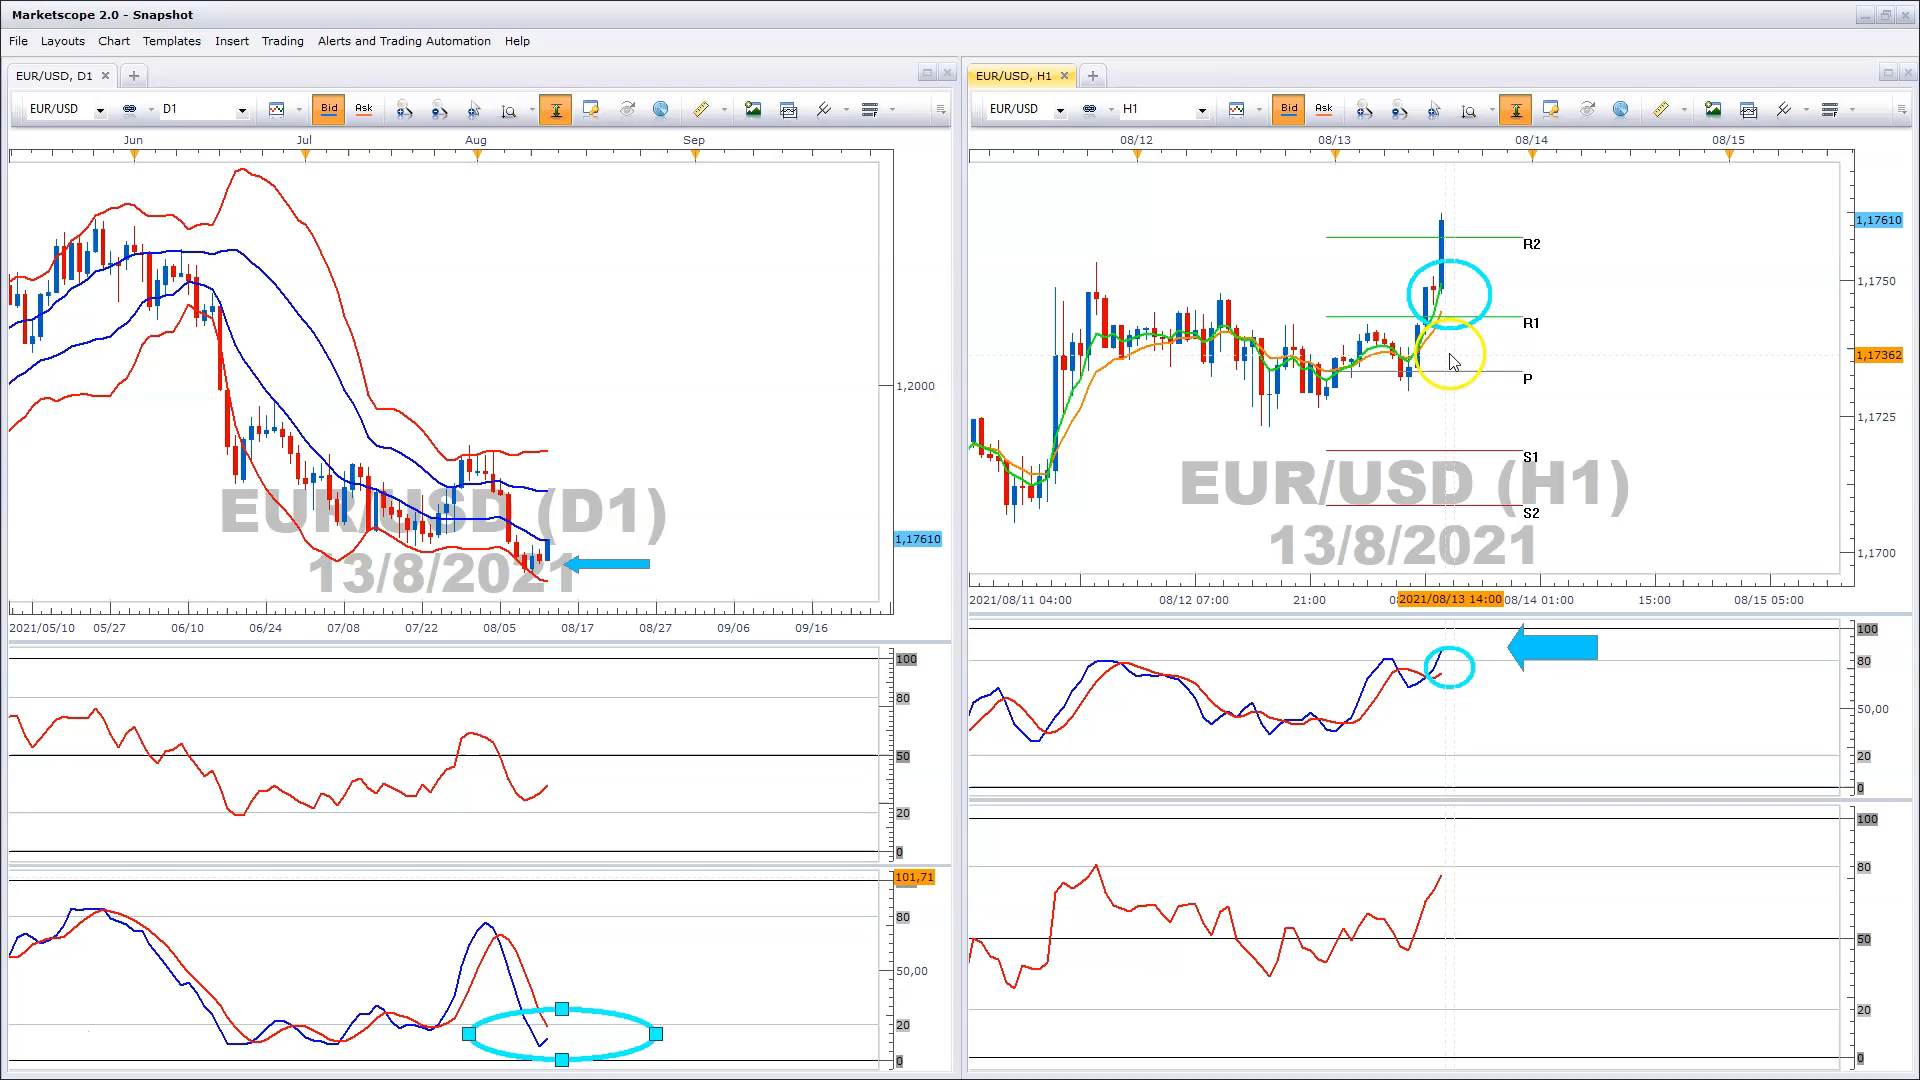 Marketscope 2.0 - Snapshot
File Layouts Chart Templates Insert Trading Alerts and Trading Automation Help
EUR/USD, D1
EUR/USD D1 Bid Ask
Jun Jul Aug Sep
1,2000
EUR/USD (D1)
1,17610
13/8/2021
2021/05/10 05/27 06/10 06/24 07/08 07/22 08/05 08/17 08/27 09/06 09/16
100
80
50
20
0
101,71
80
50,00
20
0
EUR/USD, H1
EUR/USD H1 Bid Ask
08/12 08/13 08/14 08/15
1,17610
R2
1,1750
R1
1,17362
P
1,1725
S1
EUR/USD (H1)
S2
13/8/2021
1,1700
2021/08/11 04:00 08/12 07:00 21:00 2021/08/13 14:00 08/14 01:00 15:00 08/15 05:00
100
80
50,00
20
0
100
80
50
20
0